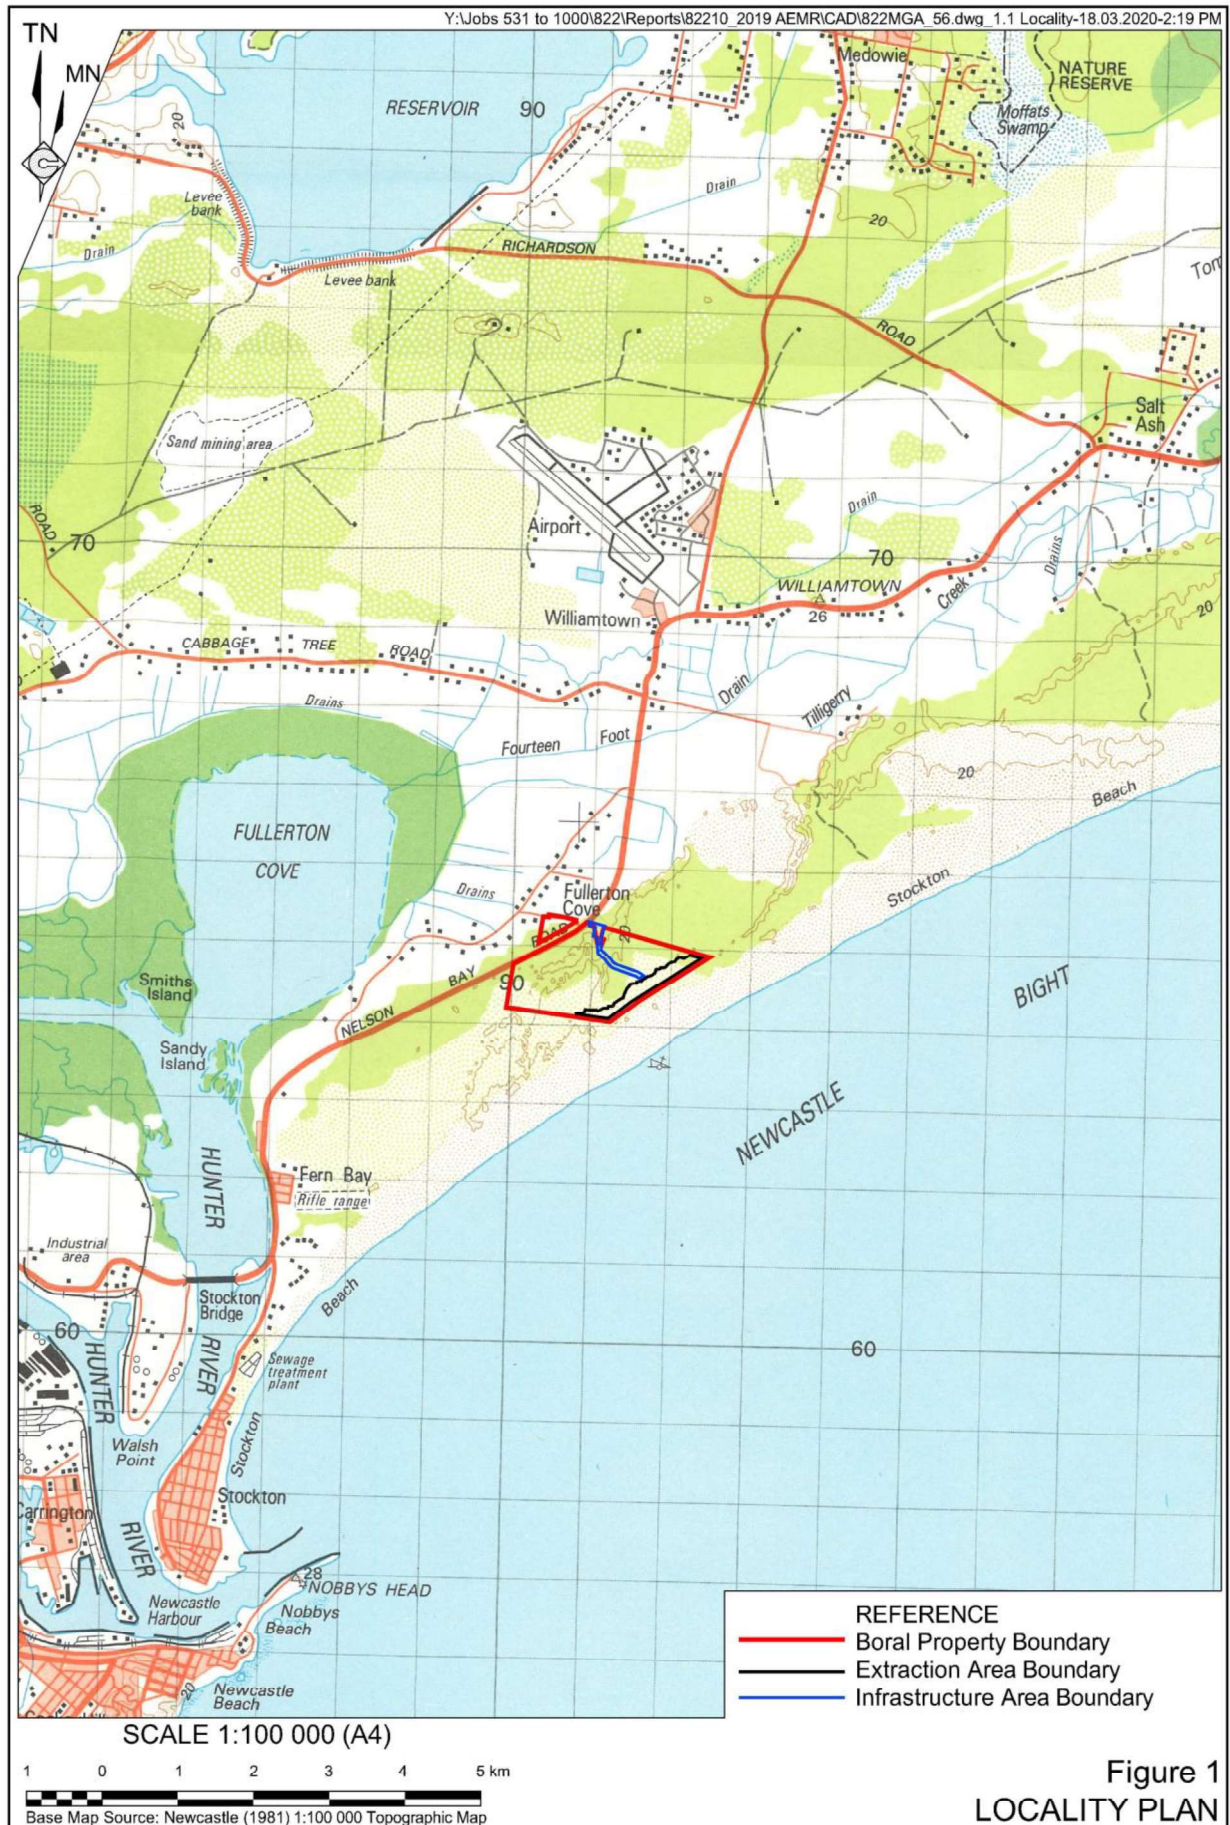 Y:\Jobs 531 to 1000\822\Reports\82210_2019 AEMR\CAD\822MGA_56.dwg_1.1 Locality-18.03.2020-2:19 PM
TN
MN
Medowie
NATURE
RESERVE
RESERVOIR
90
Moffats
Swamp
20
Levee
bank
Drain
20
Drain
RICHARDSON
Levee bank
ROAD
Salt
Ash
Sand mining area
Airport
Drain
ROAD
70
70
Drains
WILLIAMTOWN
26
Creek
20
Williamtown
CABBAGE
TREE
ROAD
Drains
Drain
Tilligerry
Fourteen
Foot
20
Beach
FULLERTON
COVE
Stockton
Drains
Fullerton
Cove
ROAD
20
BAY
90
BIGHT
Smiths
Island
NELSON
Sandy
Island
NEWCASTLE
HUNTER
Fern Bay
Rifle range
Industrial
area
Stockton
Bridge
Beach
60
60
HUNTER
RIVER
Sewage
treatment
plant
Walsh
Point
Stockton
Stockton
Carrington
RIVER
28
NOBBYS HEAD
Newcastle
Harbour
Nobbys
Beach
20
Newcastle
Beach
REFERENCE
Boral Property Boundary
Extraction Area Boundary
Infrastructure Area Boundary
SCALE 1:100 000 (A4)
1 0 1 2 3 4 5 km
Base Map Source: Newcastle (1981) 1:100 000 Topographic Map
Figure 1
LOCALITY PLAN